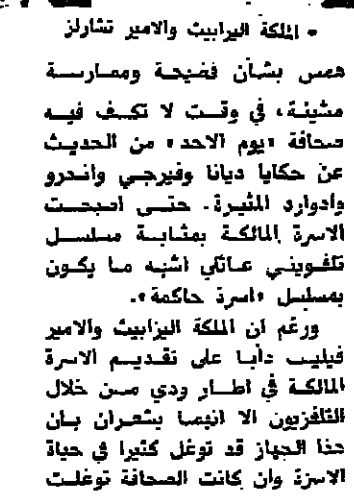 • الملكة اليزابيث والامير تشارلز
همس بشأن فضيحة وممارسة
مشينة، في وقت لا تكف فيه
صحافة «يوم الاحد» من الحديث
عن حكايا ديانا وفيرجي واندرو
وادوارد المثيرة. حتى اصبحت
الاسرة المالكة بمثابة مسلسل
تلفويني عائلي اشبه ما يكون
بمسلسل «اسرة حاكمة».
ورغم ان الملكة اليزابيث والامير
فيليب دأبا على تقديم الاسرة
المالكة في اطار ودي من خلال
التلفزيون الا انهما يشعران بان
هذا الجهاز قد توغل كثيرا في حياة
الاسرة وان كانت الصحافة توغلت